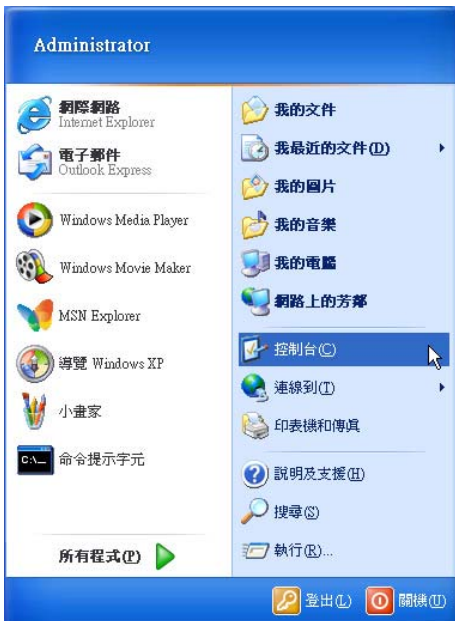 Administrator
網際網路
Internet Explorer
電子郵件
Outlook Express
Windows Media Player
Windows Movie Maker
MSN Explorer
導覽 Windows XP
小畫家
C:\_
命令提示字元
所有程式(P)
我的文件
我最近的文件(D)
我的圖片
我的音樂
我的電腦
網路上的芳鄰
控制台(C)
連線到(T)
印表機和傳真
說明及支援(H)
搜尋(S)
執行(R)...
登出(L)
關機(U)